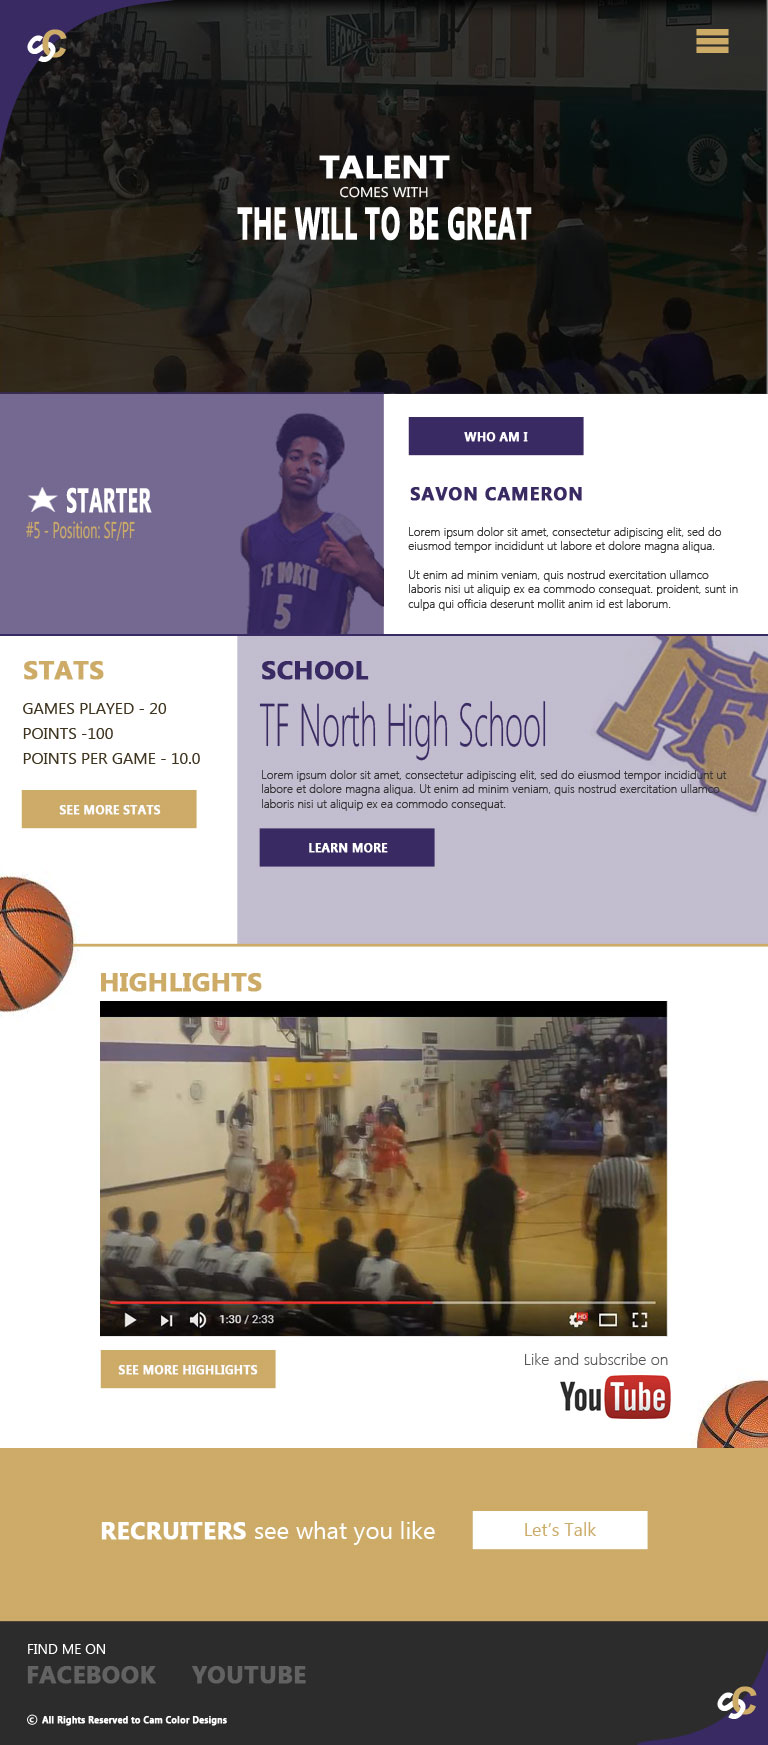 SC
TALENT
COMES WITH
THE WILL TO BE GREAT
★ STARTER
#5 - Position: SF/PF
TF NORTH
5
WHO AM I
SAVON CAMERON
Lorem ipsum dolor sit amet, consectetur adipiscing elit, sed do
eiusmod tempor incididunt ut labore et dolore magna aliqua.
Ut enim ad minim veniam, quis nostrud exercitation ullamco
laboris nisi ut aliquip ex ea commodo consequat. proident, sunt in
culpa qui officia deserunt mollit anim id est laborum.
STATS
GAMES PLAYED - 20
POINTS -100
POINTS PER GAME - 10.0
SEE MORE STATS
SCHOOL
TF North High School
Lorem ipsum dolor sit amet, consectetur adipiscing elit, sed do eiusmod tempor incididunt ut
labore et dolore magna aliqua. Ut enim ad minim veniam, quis nostrud exercitation ullamco
laboris nisi ut aliquip ex ea commodo consequat.
LEARN MORE
HIGHLIGHTS
1:30 / 2:33
HD
SEE MORE HIGHLIGHTS
Like and subscribe on
YouTube
RECRUITERS see what you like
Let's Talk
FIND ME ON
FACEBOOK YOUTUBE
© All Rights Reserved to Cam Color Designs
SC